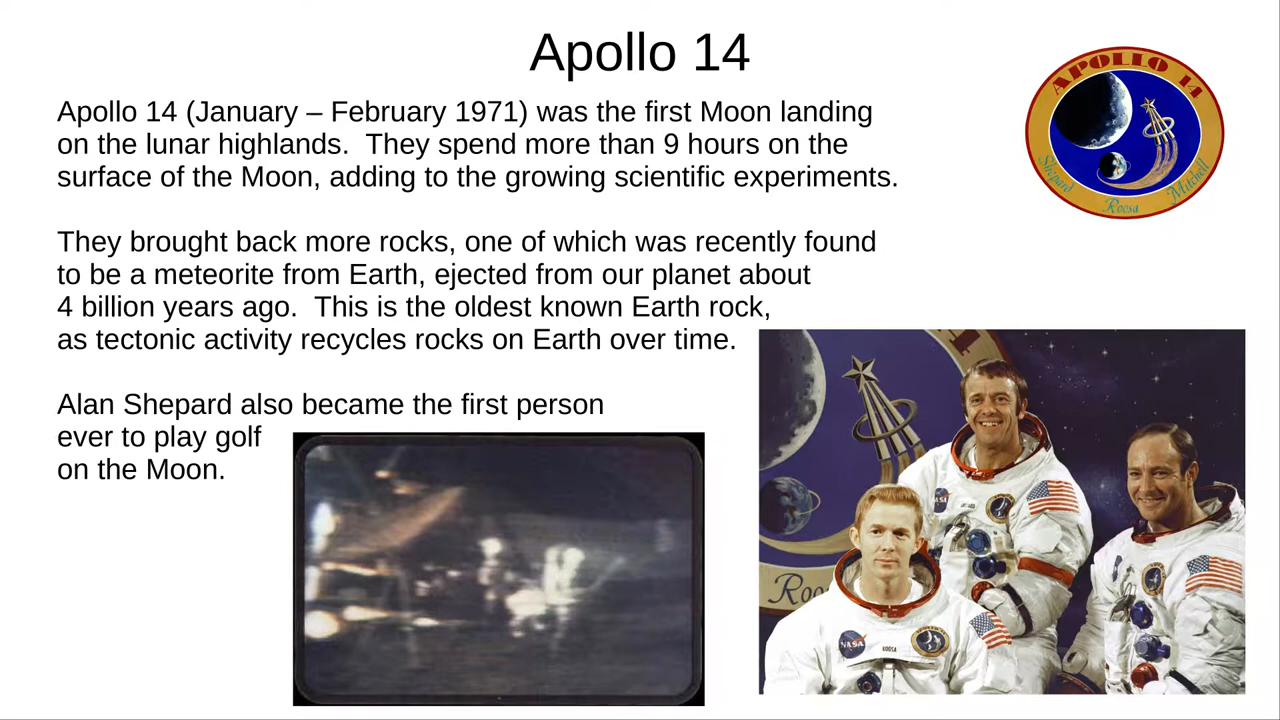 Apollo 14
Apollo 14 (January – February 1971) was the first Moon landing
on the lunar highlands.  They spend more than 9 hours on the
surface of the Moon, adding to the growing scientific experiments.
They brought back more rocks, one of which was recently found
to be a meteorite from Earth, ejected from our planet about
4 billion years ago.  This is the oldest known Earth rock,
as tectonic activity recycles rocks on Earth over time.
Alan Shepard also became the first person
ever to play golf
on the Moon.
APOLLO 14
Shepard
Roosa
Mitchell
Roo
NASA
NASA
ROOSA